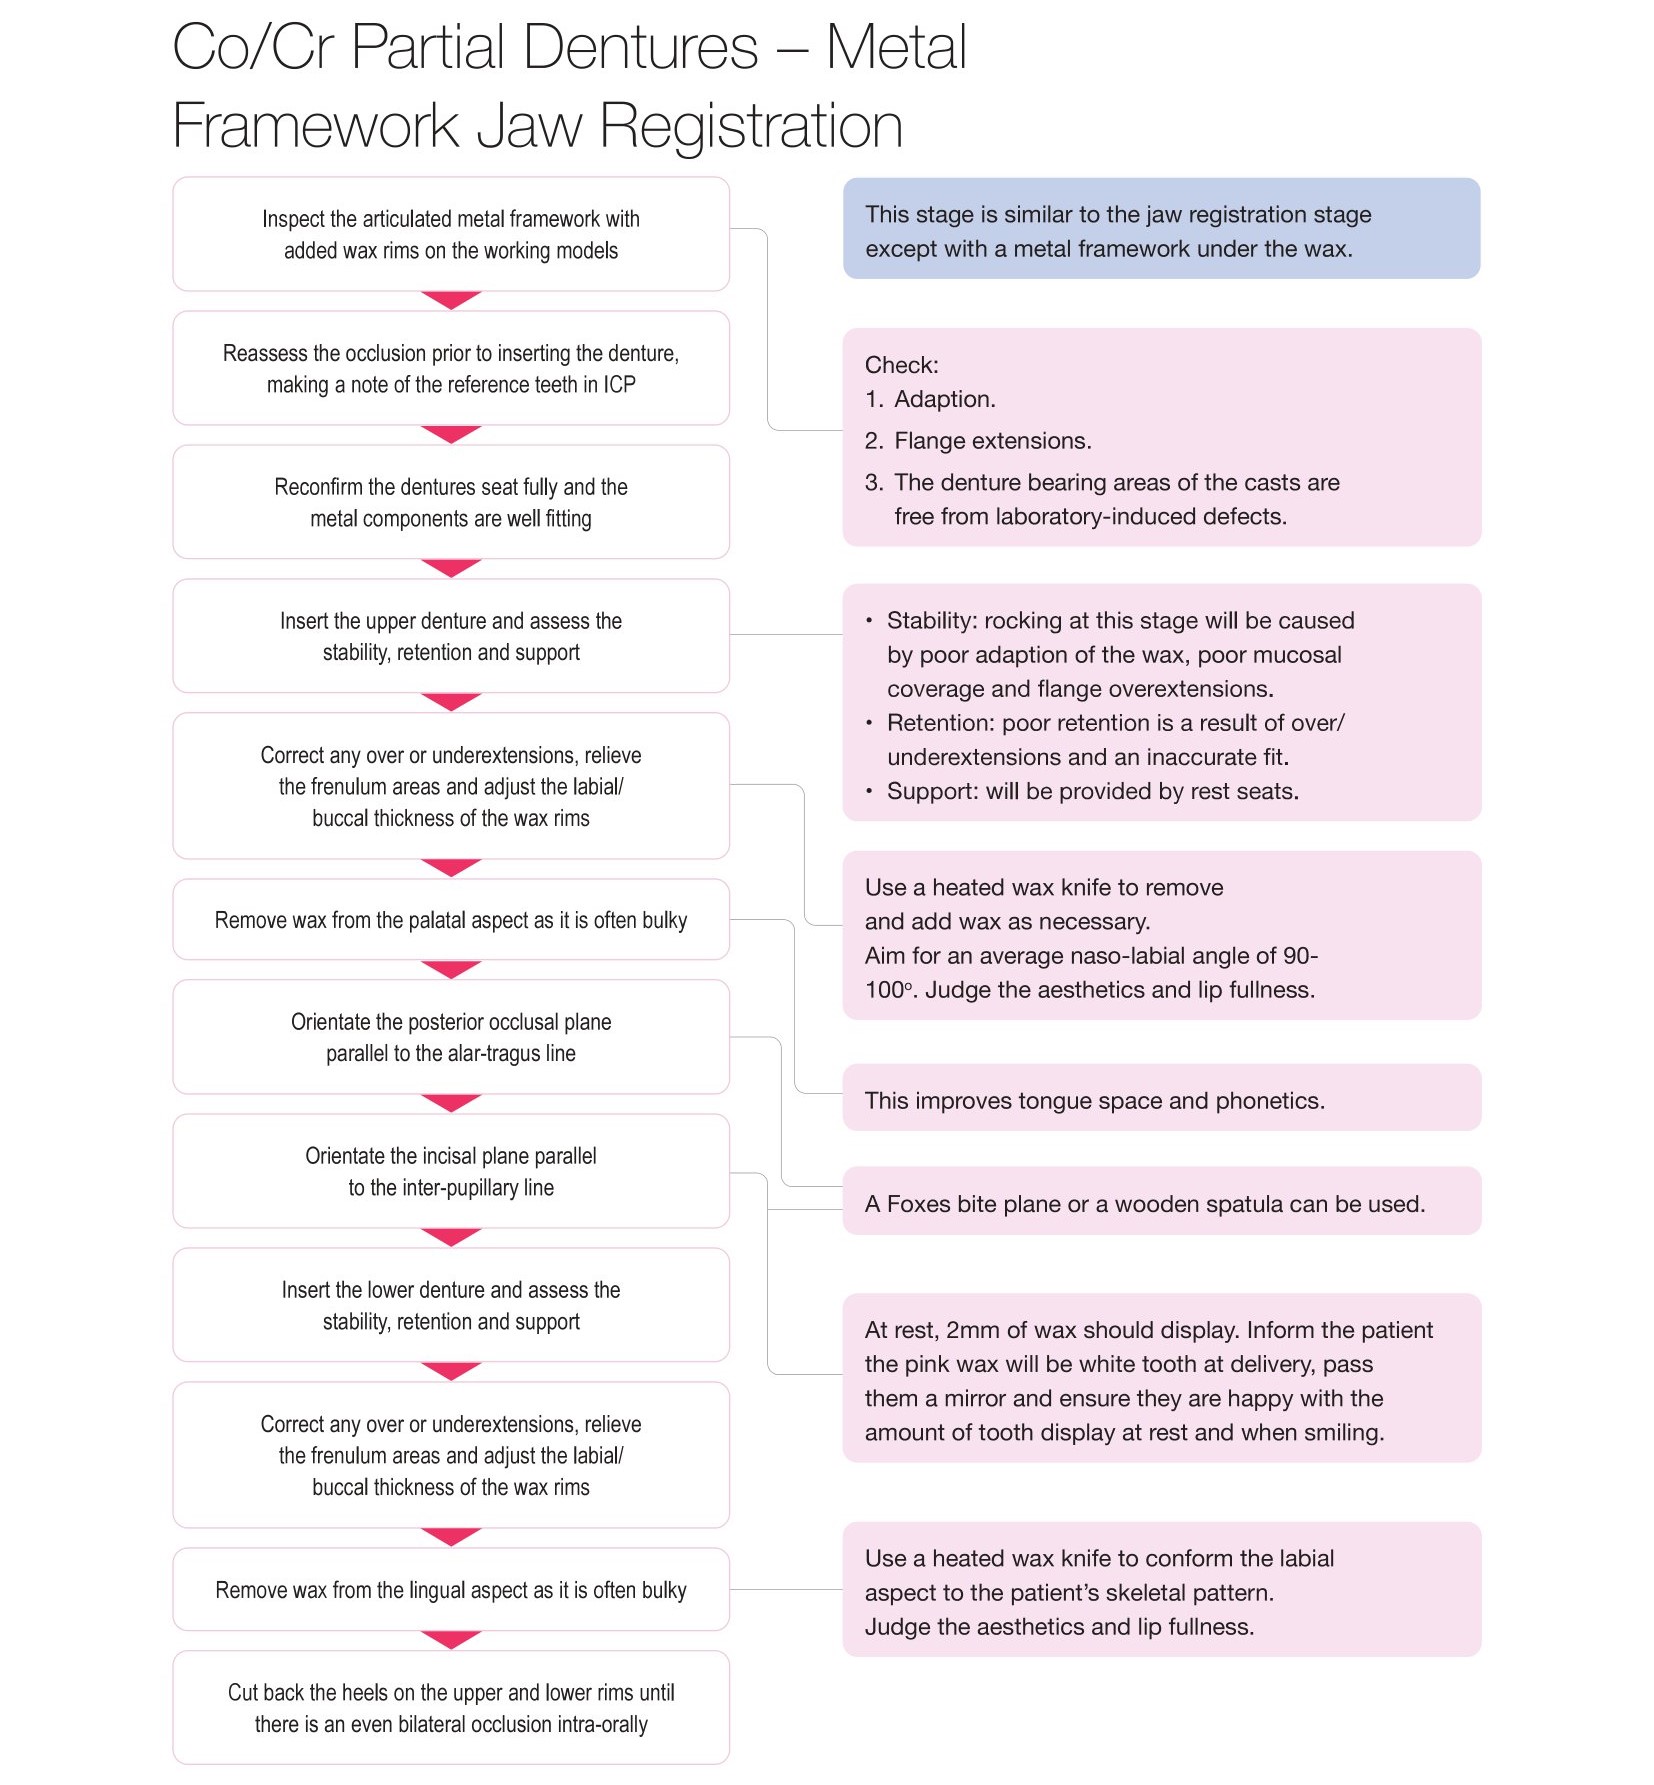 Co/Cr Partial Dentures – Metal
Framework Jaw Registration
Inspect the articulated metal framework with
added wax rims on the working models
This stage is similar to the jaw registration stage
except with a metal framework under the wax.
Reassess the occlusion prior to inserting the denture,
making a note of the reference teeth in ICP
Check:
1. Adaption.
2. Flange extensions.
3. The denture bearing areas of the casts are
free from laboratory-induced defects.
Reconfirm the dentures seat fully and the
metal components are well fitting
Insert the upper denture and assess the
stability, retention and support
• Stability: rocking at this stage will be caused
by poor adaption of the wax, poor mucosal
coverage and flange overextensions.
• Retention: poor retention is a result of over/
underextensions and an inaccurate fit.
• Support: will be provided by rest seats.
Correct any over or underextensions, relieve
the frenulum areas and adjust the labial/
buccal thickness of the wax rims
Use a heated wax knife to remove
and add wax as necessary.
Aim for an average naso-labial angle of 90-
100º. Judge the aesthetics and lip fullness.
Remove wax from the palatal aspect as it is often bulky
This improves tongue space and phonetics.
Orientate the posterior occlusal plane
parallel to the alar-tragus line
Orientate the incisal plane parallel
to the inter-pupillary line
A Foxes bite plane or a wooden spatula can be used.
At rest, 2mm of wax should display. Inform the patient
the pink wax will be white tooth at delivery, pass
them a mirror and ensure they are happy with the
amount of tooth display at rest and when smiling.
Insert the lower denture and assess the
stability, retention and support
Correct any over or underextensions, relieve
the frenulum areas and adjust the labial/
buccal thickness of the wax rims
Remove wax from the lingual aspect as it is often bulky
Use a heated wax knife to conform the labial
aspect to the patient’s skeletal pattern.
Judge the aesthetics and lip fullness.
Cut back the heels on the upper and lower rims until
there is an even bilateral occlusion intra-orally